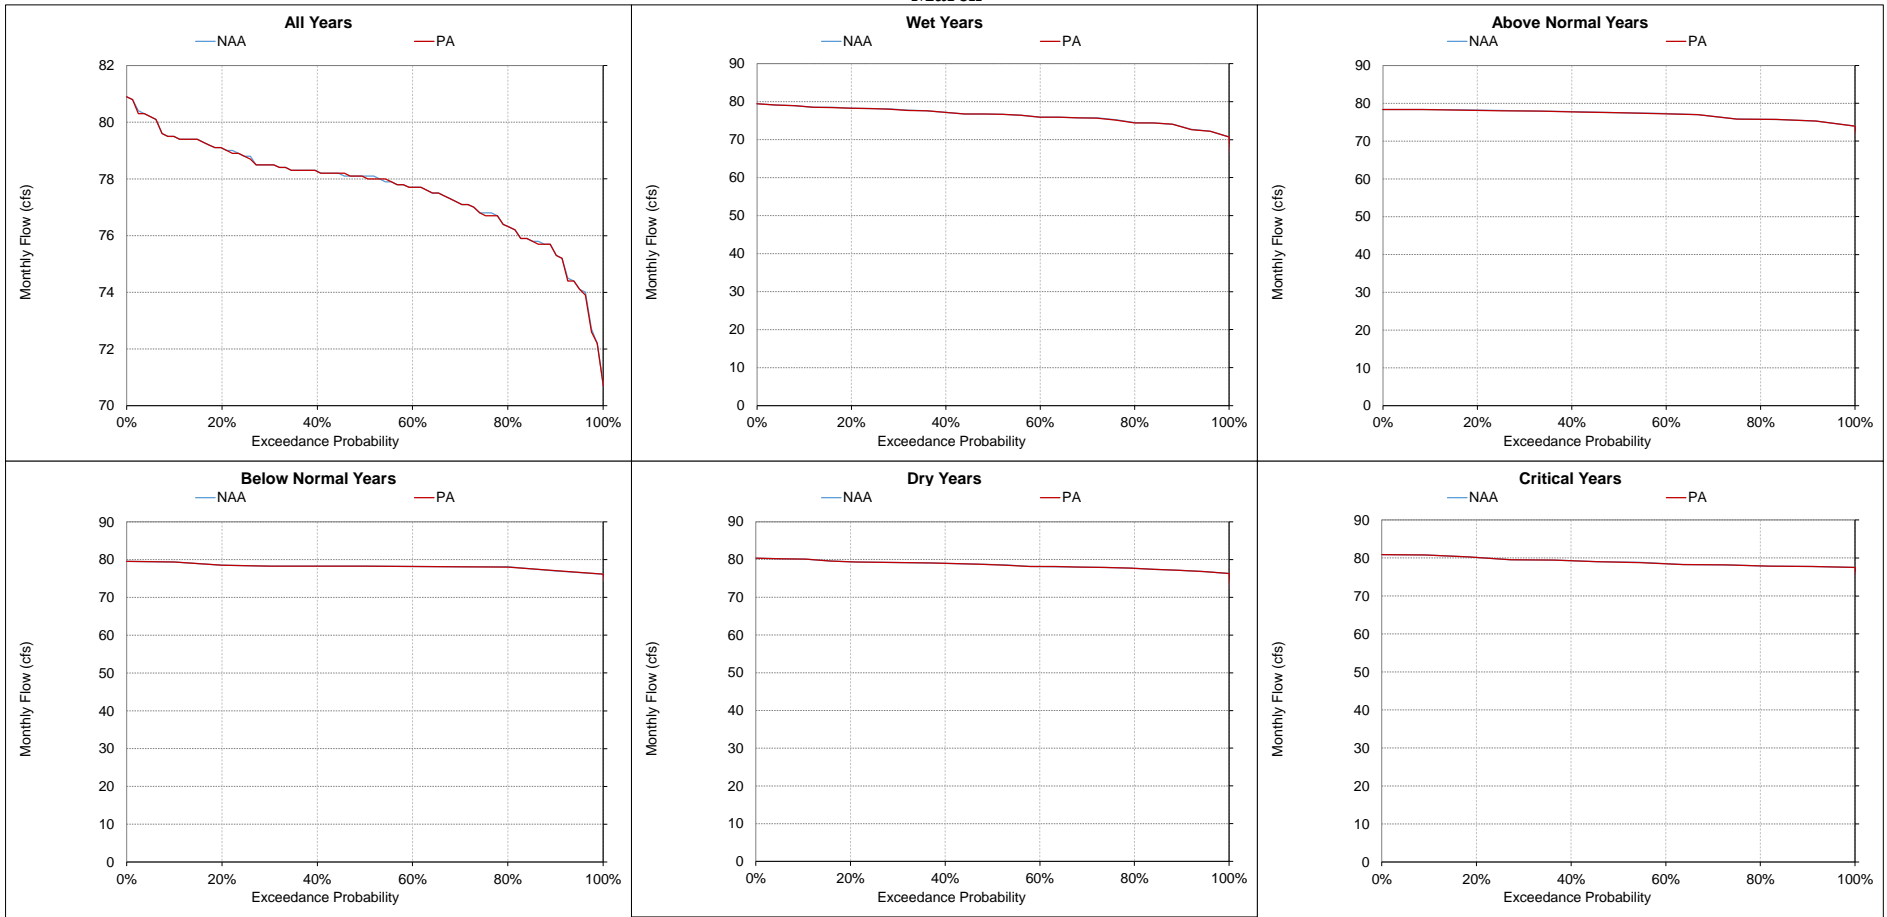 All Years
NAA PA
82
80
78
76
74
72
70
0% 20% 40% 60% 80% 100%
Monthly Flow (cfs)
Exceedance Probability
Wet Years
NAA PA
90
80
70
60
50
40
30
20
10
0
0% 20% 40% 60% 80% 100%
Monthly Flow (cfs)
Exceedance Probability
Above Normal Years
NAA PA
90
80
70
60
50
40
30
20
10
0
0% 20% 40% 60% 80% 100%
Monthly Flow (cfs)
Exceedance Probability
Below Normal Years
NAA PA
90
80
70
60
50
40
30
20
10
0
0% 20% 40% 60% 80% 100%
Monthly Flow (cfs)
Exceedance Probability
Dry Years
NAA PA
90
80
70
60
50
40
30
20
10
0
0% 20% 40% 60% 80% 100%
Monthly Flow (cfs)
Exceedance Probability
Critical Years
NAA PA
90
80
70
60
50
40
30
20
10
0
0% 20% 40% 60% 80% 100%
Monthly Flow (cfs)
Exceedance Probability